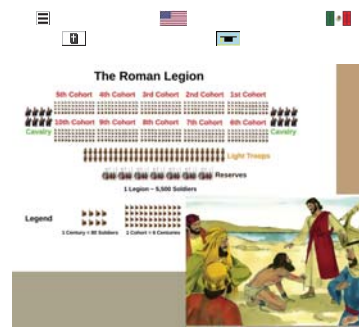 The Roman Legion
5th Cohort 4th Cohort 3rd Cohort 2nd Cohort 1st Cohort
10th Cohort 9th Cohort 8th Cohort 7th Cohort 6th Cohort
Cavalry Cavalry
Light Troops
Reserves
1 Legion ~ 5,500 Soldiers
Legend
1 Century = 80 Soldiers 1 Cohort = 6 Centuries